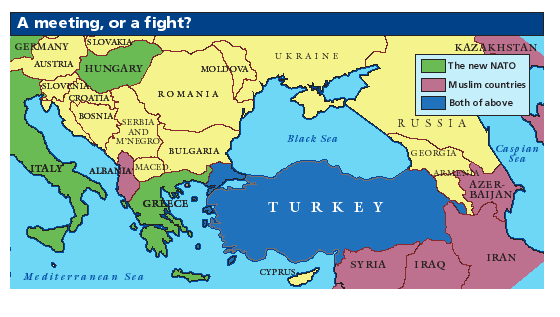 A meeting, or a fight?
GERMANY
SLOVAKIA
KAZAKHSTAN
UKRAINE
AUSTRIA
HUNGARY
MOLDOVA
The new NATO
Muslim countries
Both of above
SLOVENIA
CROATIA
ROMANIA
BOSNIA
SERBIA
AND
M'NEGRO
RUSSIA
Black Sea
Caspian
Sea
BULGARIA
GEORGIA
ITALY
ALBANIA
MACED.
ARMENIA
AZER-
BAIJAN
GREECE
TURKEY
SYRIA
IRAQ
IRAN
CYPRUS
Mediterranean Sea